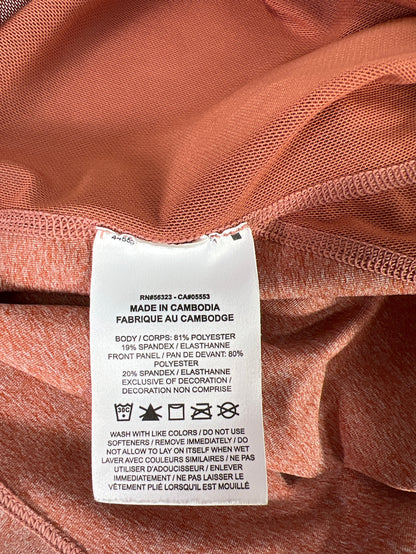 RN#56323 - CA#05553
MADE IN CAMBODIA
FABRIQUE AU CAMBODGE
BODY / CORPS: 81% POLYESTER
19% SPANDEX / ELASTHANNE
FRONT PANEL / PAN DE DEVANT: 80%
POLYESTER
20% SPANDEX / ELASTHANNE
EXCLUSIVE OF DECORATION /
DECORATION NON COMPRISE
30C
WASH WITH LIKE COLORS / DO NOT USE
SOFTENERS / REMOVE IMMEDIATELY / DO
NOT ALLOW TO LAY ON ITSELF WHEN WET
LAVER AVEC COULEURS SIMILAIRES / NE PAS
UTILISER D'ADOUCISSEUR / ENLEVER
IMMÉDIATEMENT / NE PAS LAISSER LE
VÊTEMENT PLIÉ LORSQU'IL EST MOUILLÉ